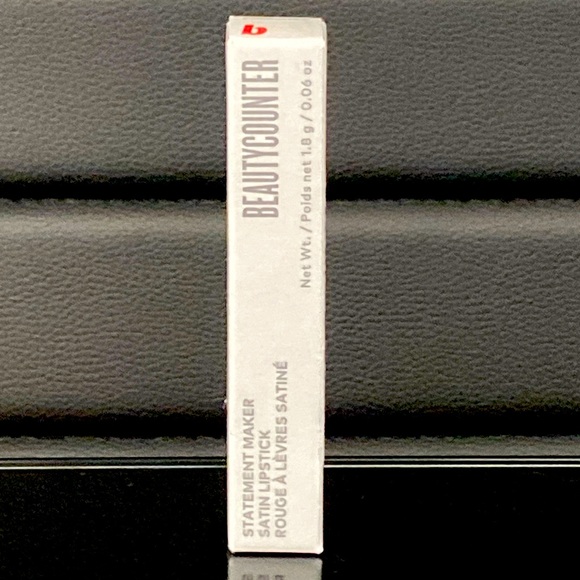 b
BEAUTYCOUNTER
Net Wt. / Poids net 1.8 g / 0.06 oz
STATEMENT MAKER
SATIN LIPSTICK
ROUGE À LÈVRES SATINÉ